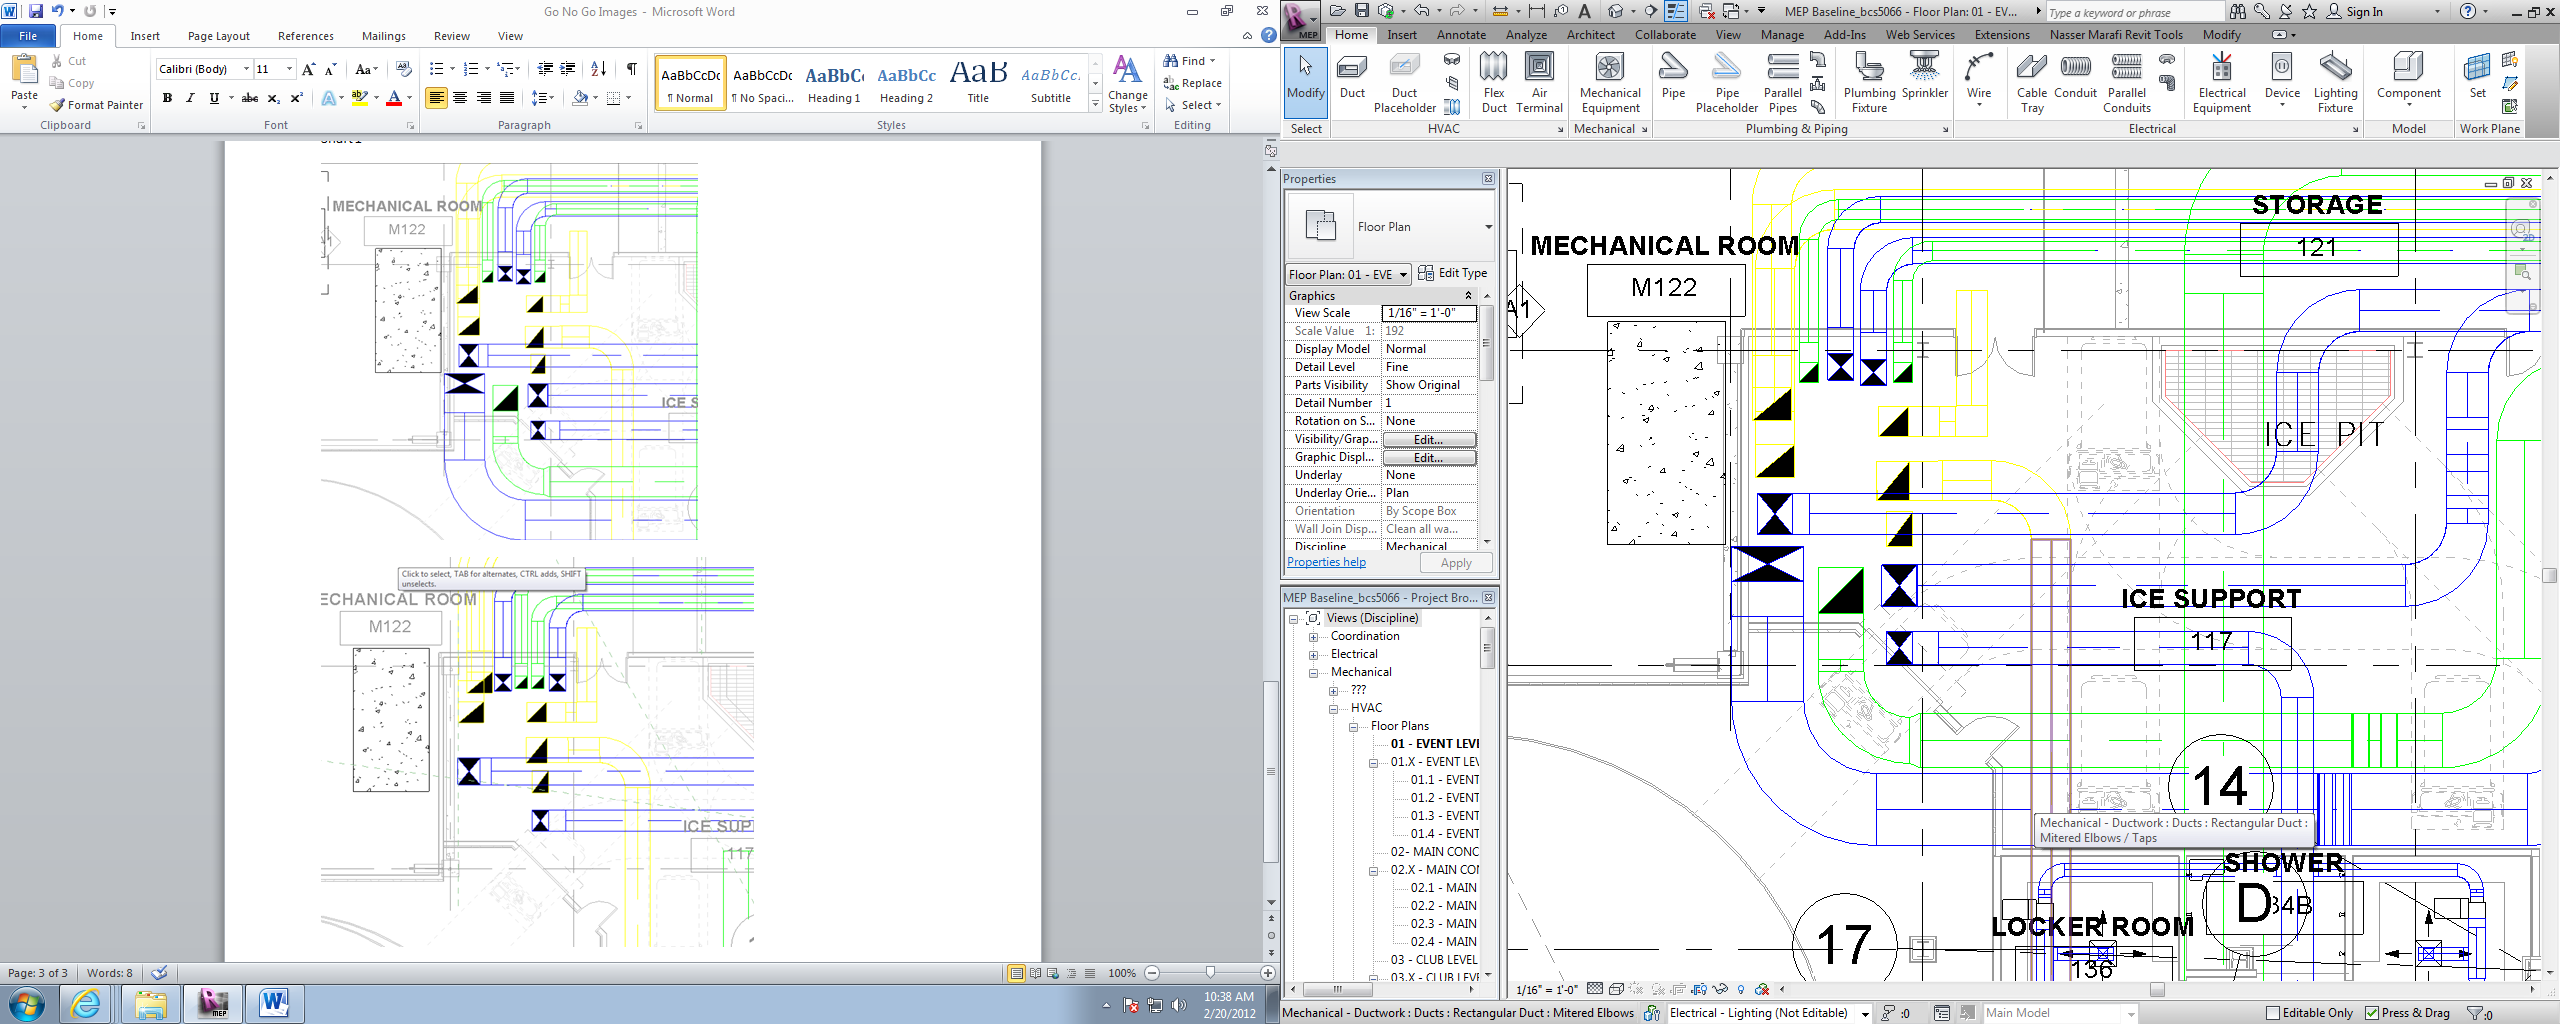 Go No Go Images - Microsoft Word
File Home Insert Page Layout References Mailings Review View
Paste
Cut
Copy
Format Painter
Clipboard
Calibri (Body) 11
Font
Paragraph
AaBbCcDc AaBbCcDc AaBbCc AaBbCc AaB AaBbCc.
¶ Normal ¶ No Spaci... Heading 1 Heading 2 Title Subtitle
Change Styles
Styles
Find
Replace
Select
Editing
MECHANICAL ROOM
M122
ICE S
Click to select, TAB for alternates, CTRL adds, SHIFT
unselects.
ECHANICAL ROOM
M122
ICE SUP
117
Page: 3 of 3 Words: 8 100%
10:38 AM
2/20/2012
MEP Baseline_bcs5066 - Floor Plan: 01 - EV...
Type a keyword or phrase
Sign In
MEP
Home Insert Annotate Analyze Architect Collaborate View Manage Add-Ins Web Services Extensions Nasser Marafi Revit Tools Modify
Modify
Duct
Duct Placeholder
Flex Duct
Air Terminal
Mechanical Equipment
Pipe
Pipe Placeholder
Parallel Pipes
Plumbing Fixture
Sprinkler
Wire
Cable Tray
Conduit
Parallel Conduits
Electrical Equipment
Device
Lighting Fixture
Component
Set
Select HVAC Mechanical Plumbing & Piping Electrical Model Work Plane
Properties
Floor Plan
Floor Plan: 01 - EVE Edit Type
Graphics
View Scale 1/16" = 1'-0"
Scale Value 1: 192
Display Model Normal
Detail Level Fine
Parts Visibility Show Original
Detail Number 1
Rotation on S... None
Visibility/Grap... Edit...
Graphic Displ... Edit...
Underlay None
Underlay Orie... Plan
Orientation By Scope Box
Wall Join Disp... Clean all wa...
Discipline Mechanical
Properties help Apply
MEP Baseline_bcs5066 - Project Bro...
Views (Discipline)
Coordination
Electrical
Mechanical
???
HVAC
Floor Plans
01 - EVENT LEVE
01.X - EVENT LEV
01.1 - EVENT
01.2 - EVENT
01.3 - EVENT
01.4 - EVENT
02- MAIN CONC
02.X - MAIN COI
02.1 - MAIN
02.2 - MAIN
02.3 - MAIN
02.4 - MAIN
03 - CLUB LEVEL
03.X - CLUB LEVE
STORAGE
121
MECHANICAL ROOM
M122
A1
ICE PIT
ICE SUPPORT
117
14
Mechanical - Ductwork : Ducts : Rectangular Duct :
Mitered Elbows / Taps
SHOWER
D
34B
LOCKER ROOM
136
17
1/16" = 1'-0"
Mechanical - Ductwork : Ducts : Rectangular Duct : Mitered Elbows
Electrical - Lighting (Not Editable)
:0
Main Model
Editable Only
Press & Drag
:0